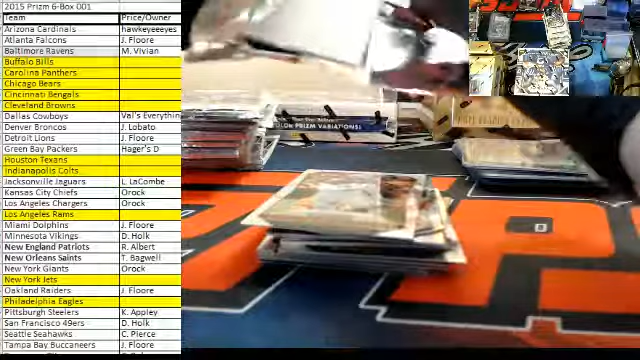 2015 Prizm 6-Box 001
Team Price/Owner
Arizona Cardinals hawkeyeeyes
Atlanta Falcons J. Floore
Baltimore Ravens M. Vivian
Buffalo Bills
Carolina Panthers
Chicago Bears
Cincinnati Bengals
Cleveland Browns
Dallas Cowboys Val's Everythin
Denver Broncos J. Lobato
Detroit Lions J. Floore
Green Bay Packers Hager's D
Houston Texans
Indianapolis Colts
Jacksonville Jaguars L. LaCombe
Kansas City Chiefs Orock
Los Angeles Chargers Orock
Los Angeles Rams
Miami Dolphins J. Floore
Minnesota Vikings D. Holk
New England Patriots R. Albert
New Orleans Saints T. Bagwell
New York Giants Orock
New York Jets
Oakland Raiders J. Floore
Philadelphia Eagles
Pittsburgh Steelers K. Appley
San Francisco 49ers D. Holk
Seattle Seahawks C. Pierce
Tampa Bay Buccaneers J. Floore
PRIZM VARIATIONS!